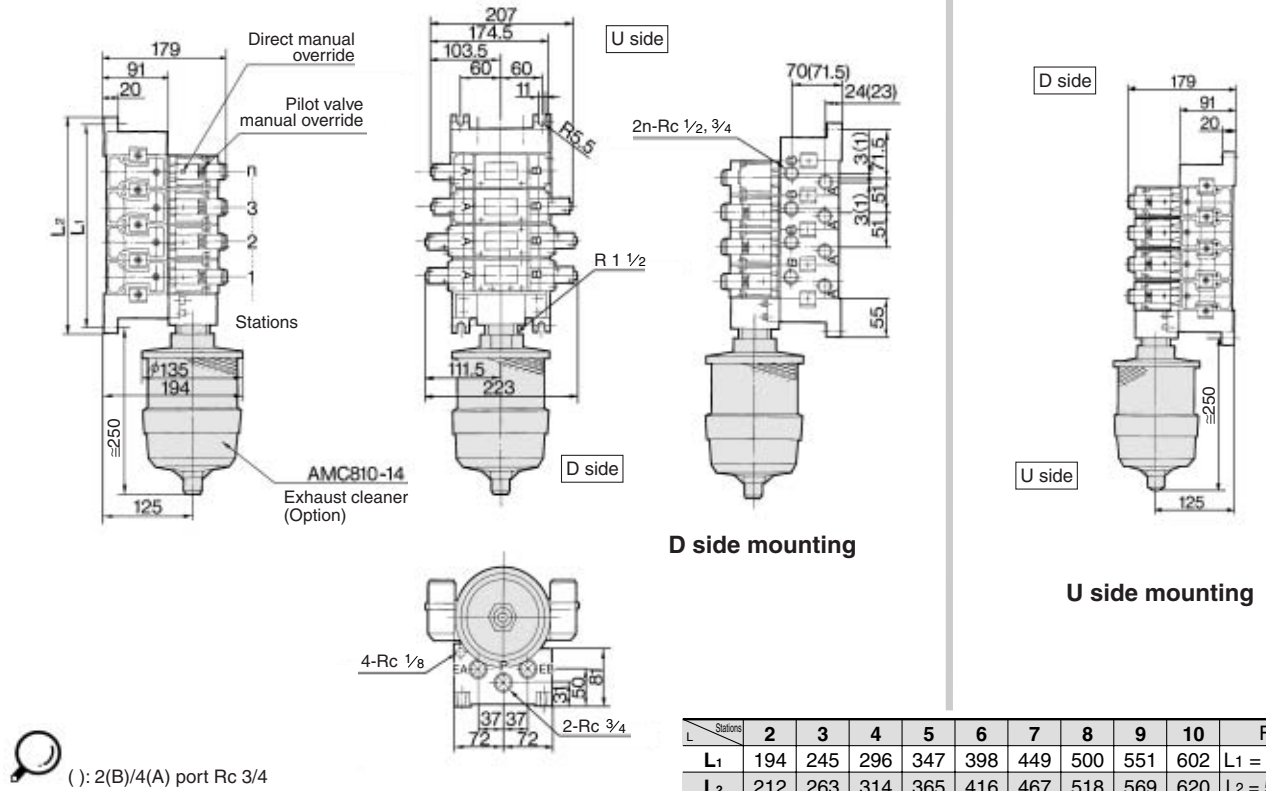 179
91
20
Direct manual
override
Pilot valve
manual override
n
3
2
1
Stations
L2
L1
φ135
194
≅250
125
AMC810-14
Exhaust cleaner
(Option)
207
174.5
103.5
60
60
11
R5.5
U side
A
B
A
B
A
B
A
B
R 1 1/2
111.5
223
D side
70(71.5)
24(23)
2n-Rc 1/2, 3/4
3(1)
71.5
51
3(1)
51
55
B
A
B
A
B
A
B
A
D side mounting
D side
179
91
20
≅250
125
U side
U side mounting
4-Rc 1/8
EA
P
EB
31
50
81
37
37
72
72
2-Rc 3/4
( ): 2(B)/4(A) port Rc 3/4
L Stations 2 3 4 5 6 7 8 9 10 F
L1 194 245 296 347 398 449 500 551 602 L1 =
L2 212 263 314 365 416 467 518 569 620 L2 =